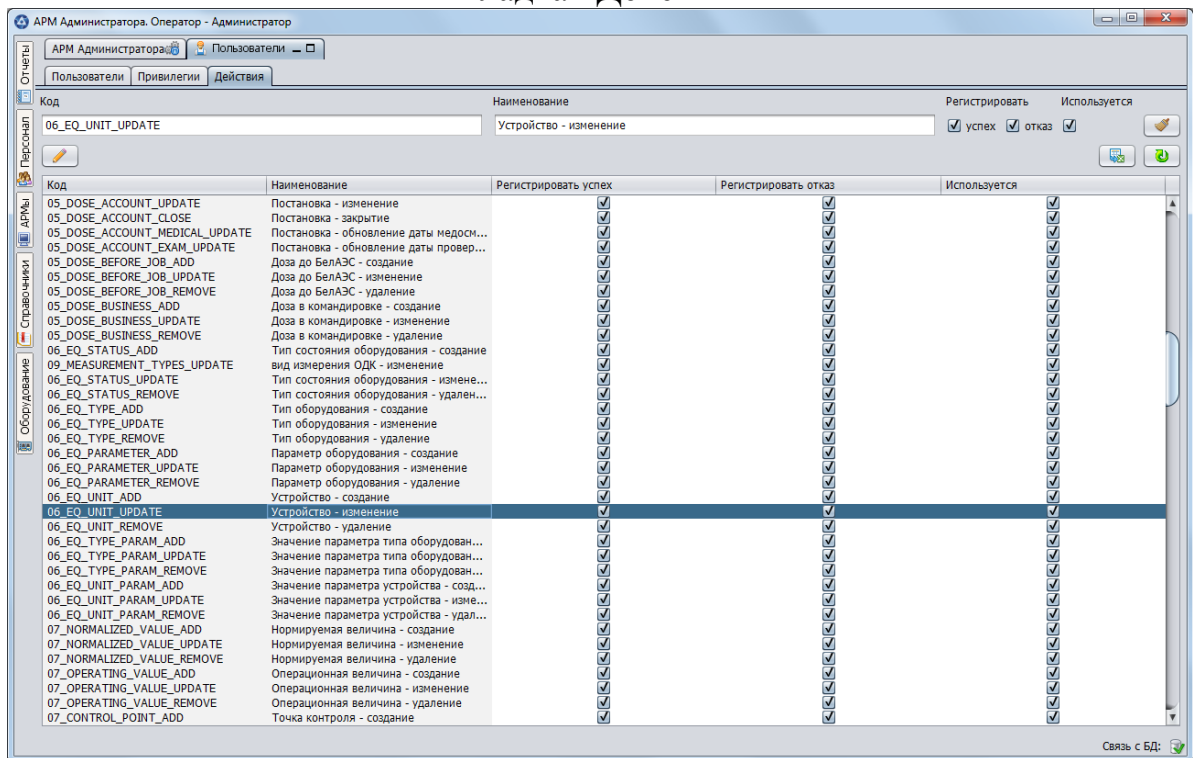 АРМ Администратора. Оператор - Администратор
АРМ Администратора Пользователи
Пользователи Привилегии Действия
Отчеты
Персонал
АРМы
Справочники
Оборудование
Код Наименование Регистрировать Используется
06_EQ_UNIT_UPDATE Устройство - изменение успех отказ
Код Наименование Регистрировать успех Регистрировать отказ Используется
05_DOSE_ACCOUNT_UPDATE Постановка - изменение
05_DOSE_ACCOUNT_CLOSE Постановка - закрытие
05_DOSE_ACCOUNT_MEDICAL_UPDATE Постановка - обновление даты медосм...
05_DOSE_ACCOUNT_EXAM_UPDATE Постановка - обновление даты провер...
05_DOSE_BEFORE_JOB_ADD Доза до БелАЭС - создание
05_DOSE_BEFORE_JOB_UPDATE Доза до БелАЭС - изменение
05_DOSE_BEFORE_JOB_REMOVE Доза до БелАЭС - удаление
05_DOSE_BUSINESS_ADD Доза в командировке - создание
05_DOSE_BUSINESS_UPDATE Доза в командировке - изменение
05_DOSE_BUSINESS_REMOVE Доза в командировке - удаление
06_EQ_STATUS_ADD Тип состояния оборудования - создание
09_MEASUREMENT_TYPES_UPDATE вид измерения ОДК - изменение
06_EQ_STATUS_UPDATE Тип состояния оборудования - измене...
06_EQ_STATUS_REMOVE Тип состояния оборудования - удален...
06_EQ_TYPE_ADD Тип оборудования - создание
06_EQ_TYPE_UPDATE Тип оборудования - изменение
06_EQ_TYPE_REMOVE Тип оборудования - удаление
06_EQ_PARAMETER_ADD Параметр оборудования - создание
06_EQ_PARAMETER_UPDATE Параметр оборудования - изменение
06_EQ_PARAMETER_REMOVE Параметр оборудования - удаление
06_EQ_UNIT_ADD Устройство - создание
06_EQ_UNIT_UPDATE Устройство - изменение
06_EQ_UNIT_REMOVE Устройство - удаление
06_EQ_TYPE_PARAM_ADD Значение параметра типа оборудован...
06_EQ_TYPE_PARAM_UPDATE Значение параметра типа оборудован...
06_EQ_TYPE_PARAM_REMOVE Значение параметра типа оборудован...
06_EQ_UNIT_PARAM_ADD Значение параметра устройства - созд...
06_EQ_UNIT_PARAM_UPDATE Значение параметра устройства - изме...
06_EQ_UNIT_PARAM_REMOVE Значение параметра устройства - удал...
07_NORMALIZED_VALUE_ADD Нормируемая величина - создание
07_NORMALIZED_VALUE_UPDATE Нормируемая величина - изменение
07_NORMALIZED_VALUE_REMOVE Нормируемая величина - удаление
07_OPERATING_VALUE_ADD Операционная величина - создание
07_OPERATING_VALUE_UPDATE Операционная величина - изменение
07_OPERATING_VALUE_REMOVE Операционная величина - удаление
07_CONTROL_POINT_ADD Точка контроля - создание
Связь с БД: